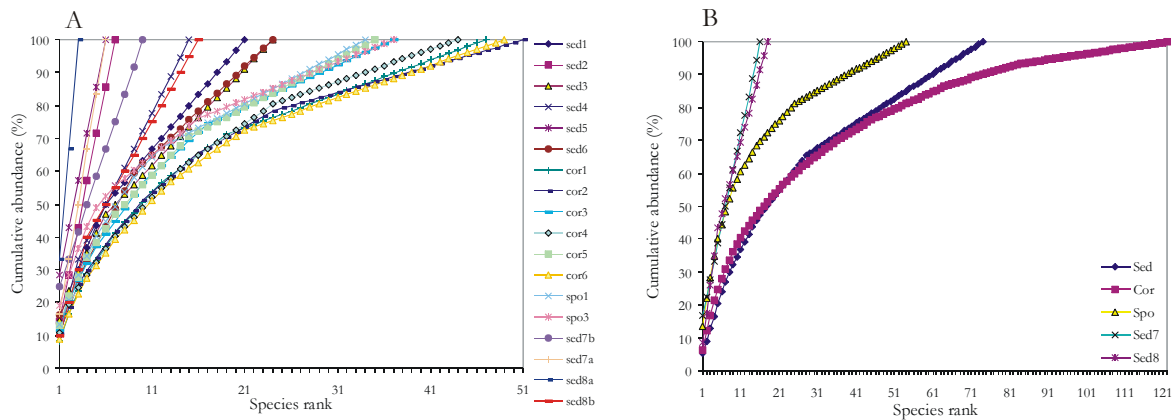 A
Cumulative abundance (%)
100
90
80
70
60
50
40
30
20
10
0
1 11 21 31 41 51
Species rank
sed1
sed2
sed3
sed4
sed5
sed6
cor1
cor2
cor3
cor4
cor5
cor6
spo1
spo3
sed7b
sed7a
sed8a
sed8b
B
Cumulative abundance (%)
100
90
80
70
60
50
40
30
20
10
0
1 11 21 31 41 51 61 71 81 91 101 111 121
Species rank
Sed
Cor
Spo
Sed7
Sed8